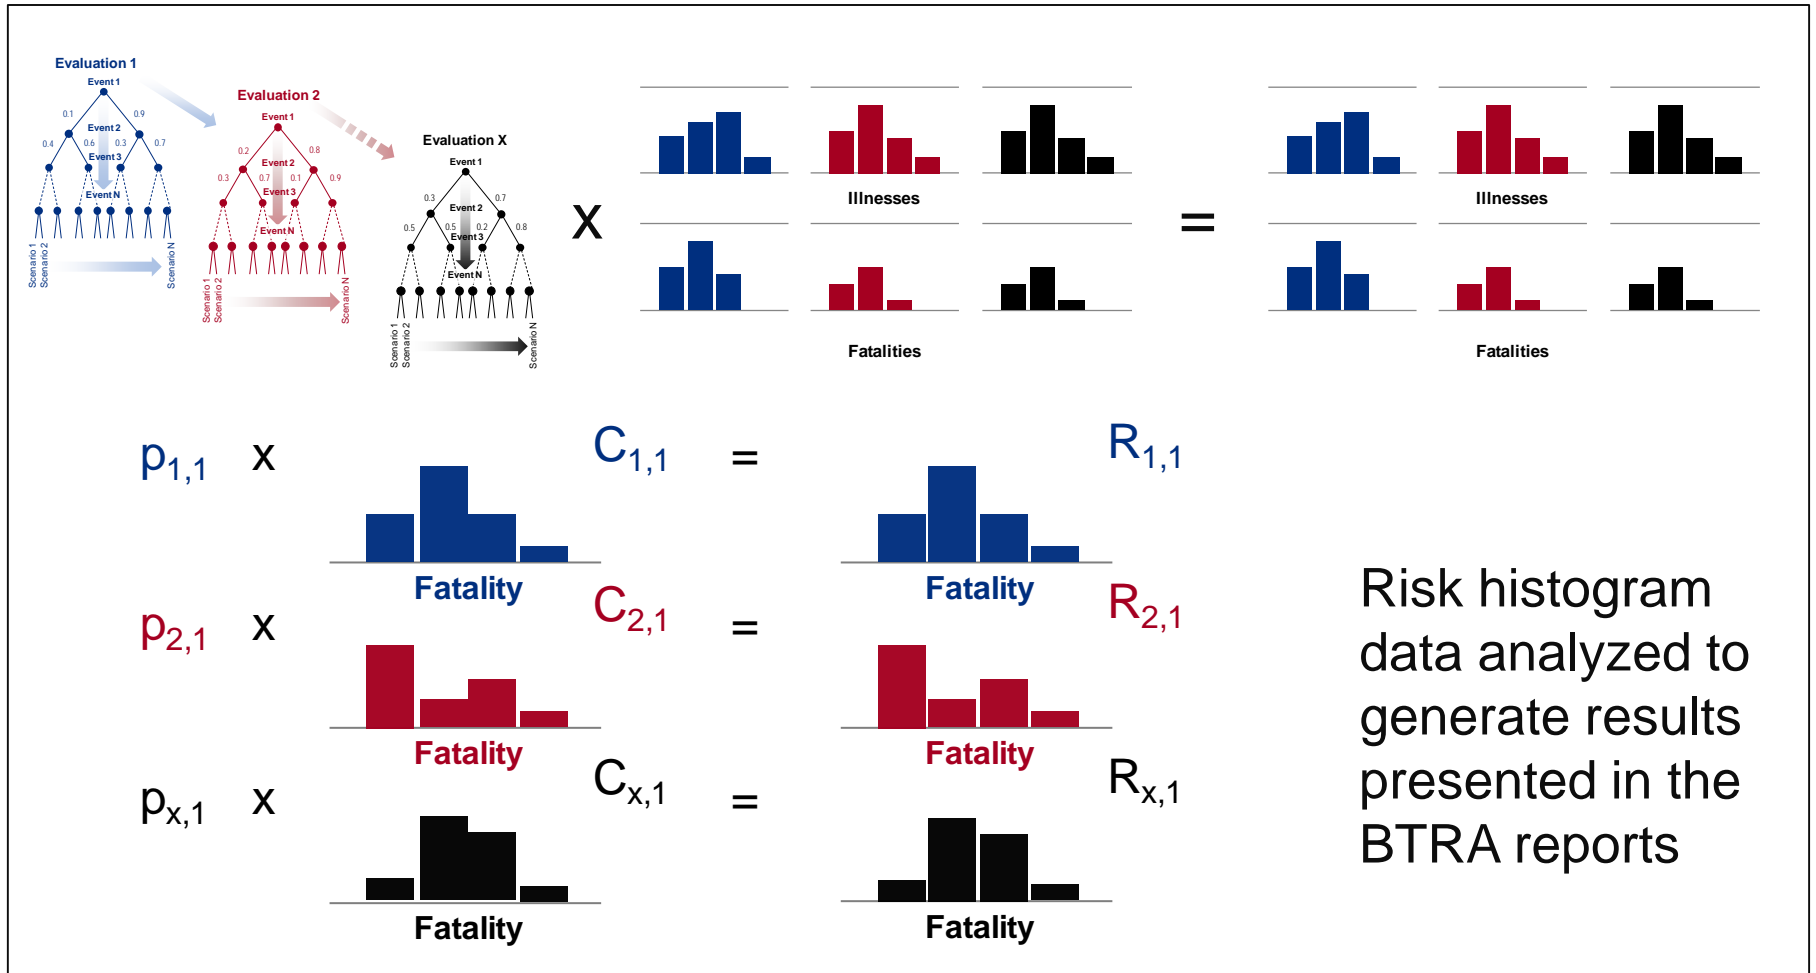 Evaluation 1
Event 1
0.1
0.9
Event 2
0.4
0.6
0.3
0.7
Event 3
Event N
Scenario 1
Scenario 2
Scenario N
Evaluation 2
Event 1
0.2
0.8
Event 2
0.3
0.7
0.1
0.9
Event 3
Event N
Scenario 1
Scenario 2
Scenario N
Evaluation X
Event 1
0.3
0.7
Event 2
0.5
0.5
0.2
0.8
Event 3
Event N
Scenario 1
Scenario 2
Scenario N
x
Illnesses
Fatalities
=
Illnesses
Fatalities
p1,1 x C1,1 = R1,1
Fatality
Fatality
p2,1 x C2,1 = R2,1
Fatality
Fatality
px,1 x Cx,1 = Rx,1
Fatality
Fatality
Risk histogram
data analyzed to
generate results
presented in the
BTRA reports